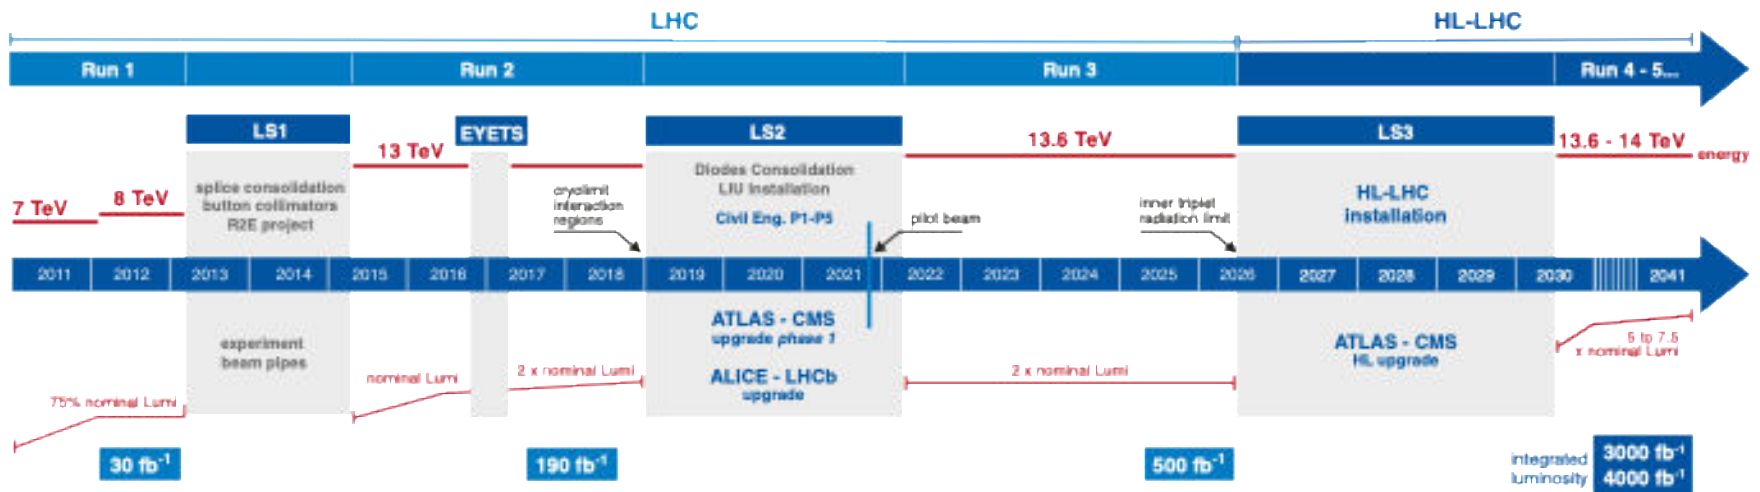 LHC
HL-LHC
Run 1
Run 2
Run 3
Run 4 - 5...
LS1
EYETS
LS2
LS3
13 TeV
13.6 TeV
13.6 - 14 TeV
energy
7 TeV
8 TeV
splice consolidation
button collimators
R2E project
cryolimit
interaction
regions
Diodes Consolidation
LIU Installation
Civil Eng. P1-P5
pilot beam
inner triplet
radiation limit
HL-LHC
installation
2011
2012
2013
2014
2015
2016
2017
2018
2019
2020
2021
2022
2023
2024
2025
2026
2027
2028
2029
2030
2041
experiment
beam pipes
ATLAS - CMS
upgrade phase 1
ALICE - LHCb
upgrade
ATLAS - CMS
HL upgrade
5 to 7.5
x nominal Lumi
75% nominal Lumi
nominal Lumi
2 x nominal Lumi
2 x nominal Lumi
30 fb⁻¹
190 fb⁻¹
500 fb⁻¹
integrated
luminosity
3000 fb⁻¹
4000 fb⁻¹